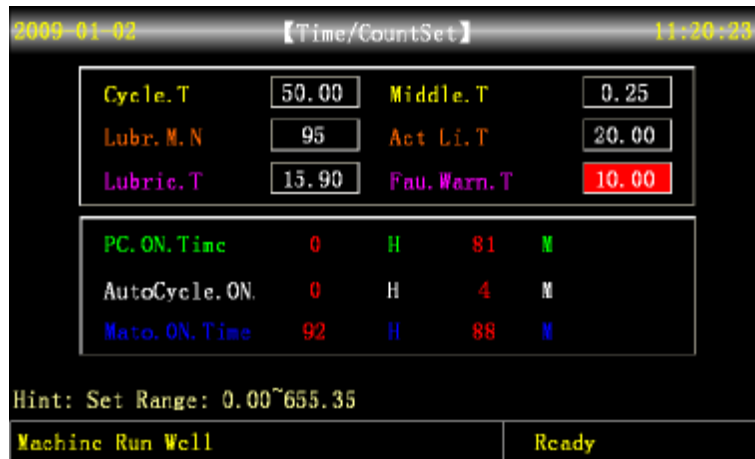 2009-01-02 【Time/CountSet】 11:20:23
Cycle.T 50.00 Middle.T 0.25
Lubr.M.N 95 Act Li.T 20.00
Lubric.T 15.90 Fau.Warn.T 10.00
PC.ON.Time 0 H 81 M
AutoCycle.ON. 0 H 4 M
Mato.ON.Time 92 H 88 M
Hint: Set Range: 0.00~655.35
Machine Run Well Ready